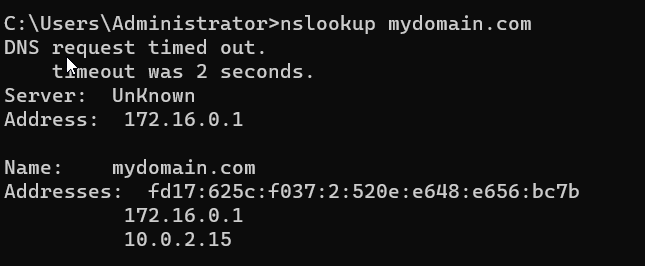 C:\Users\Administrator>nslookup mydomain.com
DNS request timed out.
    timeout was 2 seconds.
Server:  UnKnown
Address:  172.16.0.1

Name:    mydomain.com
Addresses:  fd17:625c:f037:2:520e:e648:e656:bc7b
          172.16.0.1
          10.0.2.15